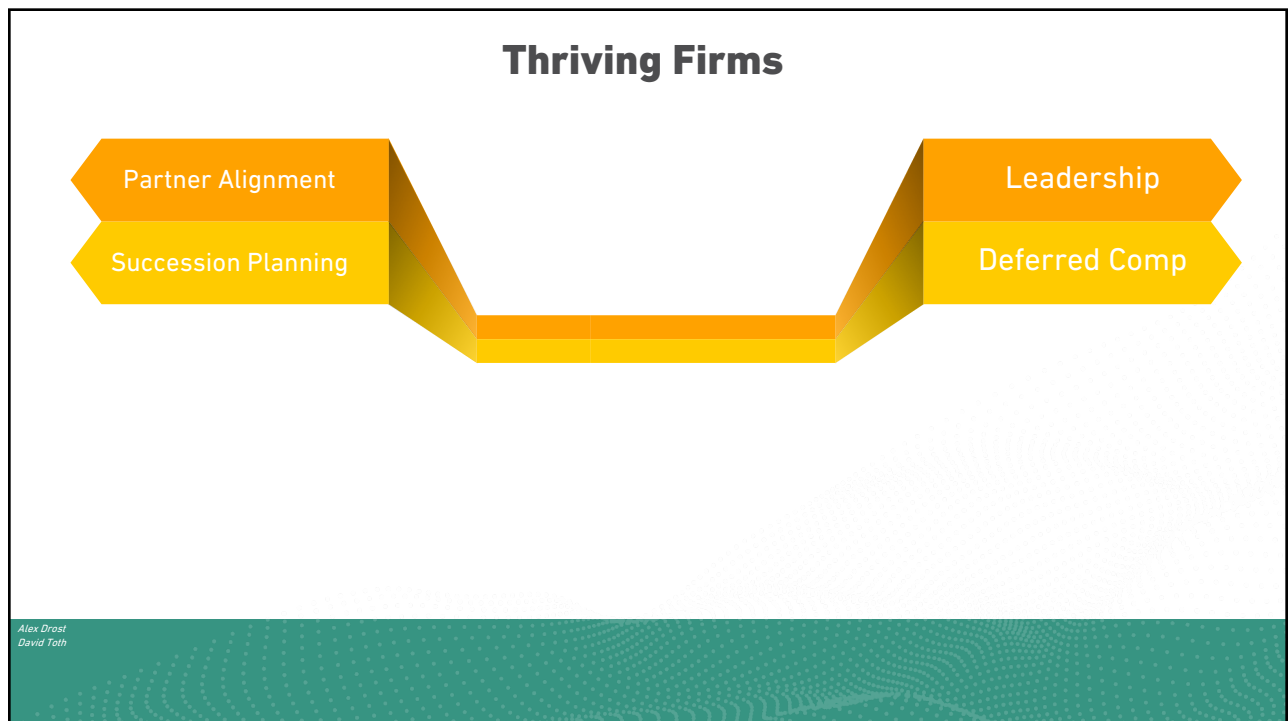 Thriving Firms
Partner Alignment
Leadership
Succession Planning
Deferred Comp
Alex Drost
David Toth